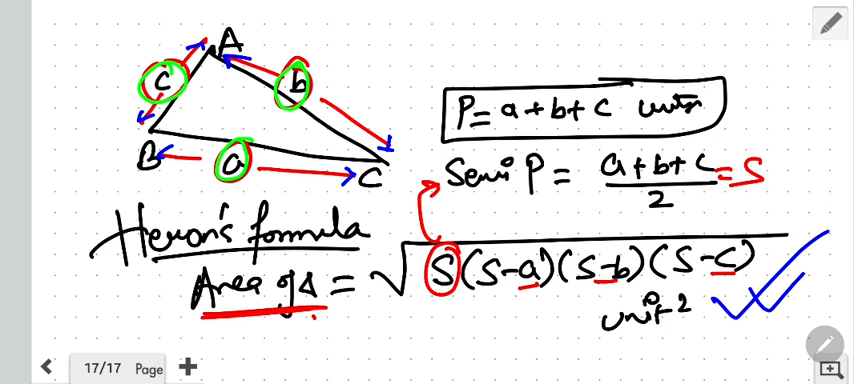 A
c
b
P = a + b + c units
B
a
C
Semi P = a + b + c / 2 = S
Heron's formula
Area of Δ = √S(S-a)(S-b)(S-c)
unit²
17/17 Page